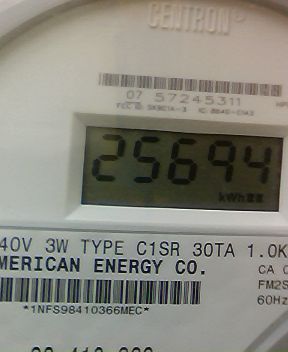 CENTRON®
07 57245311
25694
kWh
40V 3W TYPE C1SR 30TA 1.0K
MERICAN ENERGY CO.
CA 0
FM2S
60Hz
*1NFS98410366MEC*